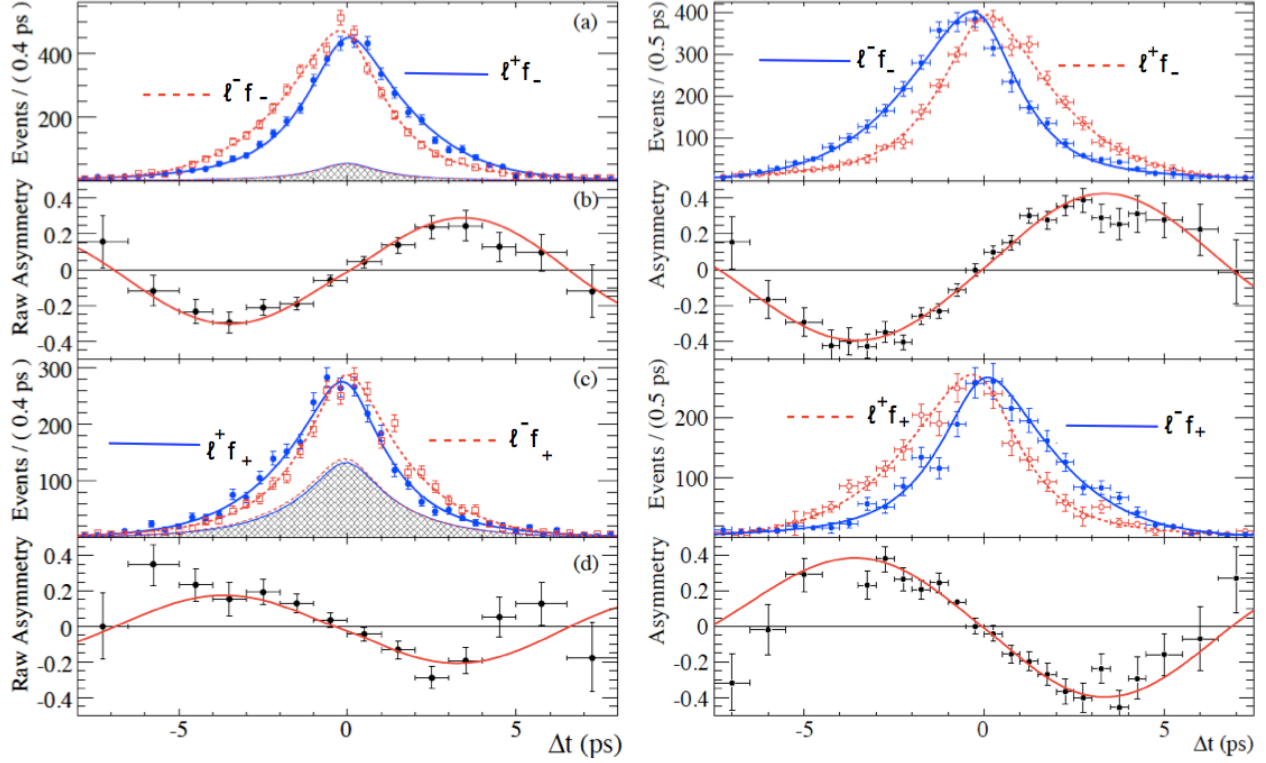 Events / ( 0.4 ps )
400
200
(a)
ℓ⁻f₋
ℓ⁺f₋
Raw Asymmetry
0.4
0.2
0
-0.2
-0.4
(b)
Events / ( 0.4 ps )
300
200
100
(c)
ℓ⁺f₊
ℓ⁻f₊
Raw Asymmetry
0.4
0.2
0
-0.2
-0.4
(d)
-5
0
5
Δt (ps)
Events / (0.5 ps)
400
300
200
100
ℓ⁻f₋
ℓ⁺f₋
Asymmetry
0.4
0.2
0
-0.2
-0.4
Events / (0.5 ps)
200
100
ℓ⁺f₊
ℓ⁻f₊
Asymmetry
0.4
0.2
0
-0.2
-0.4
-5
0
5
Δt (ps)